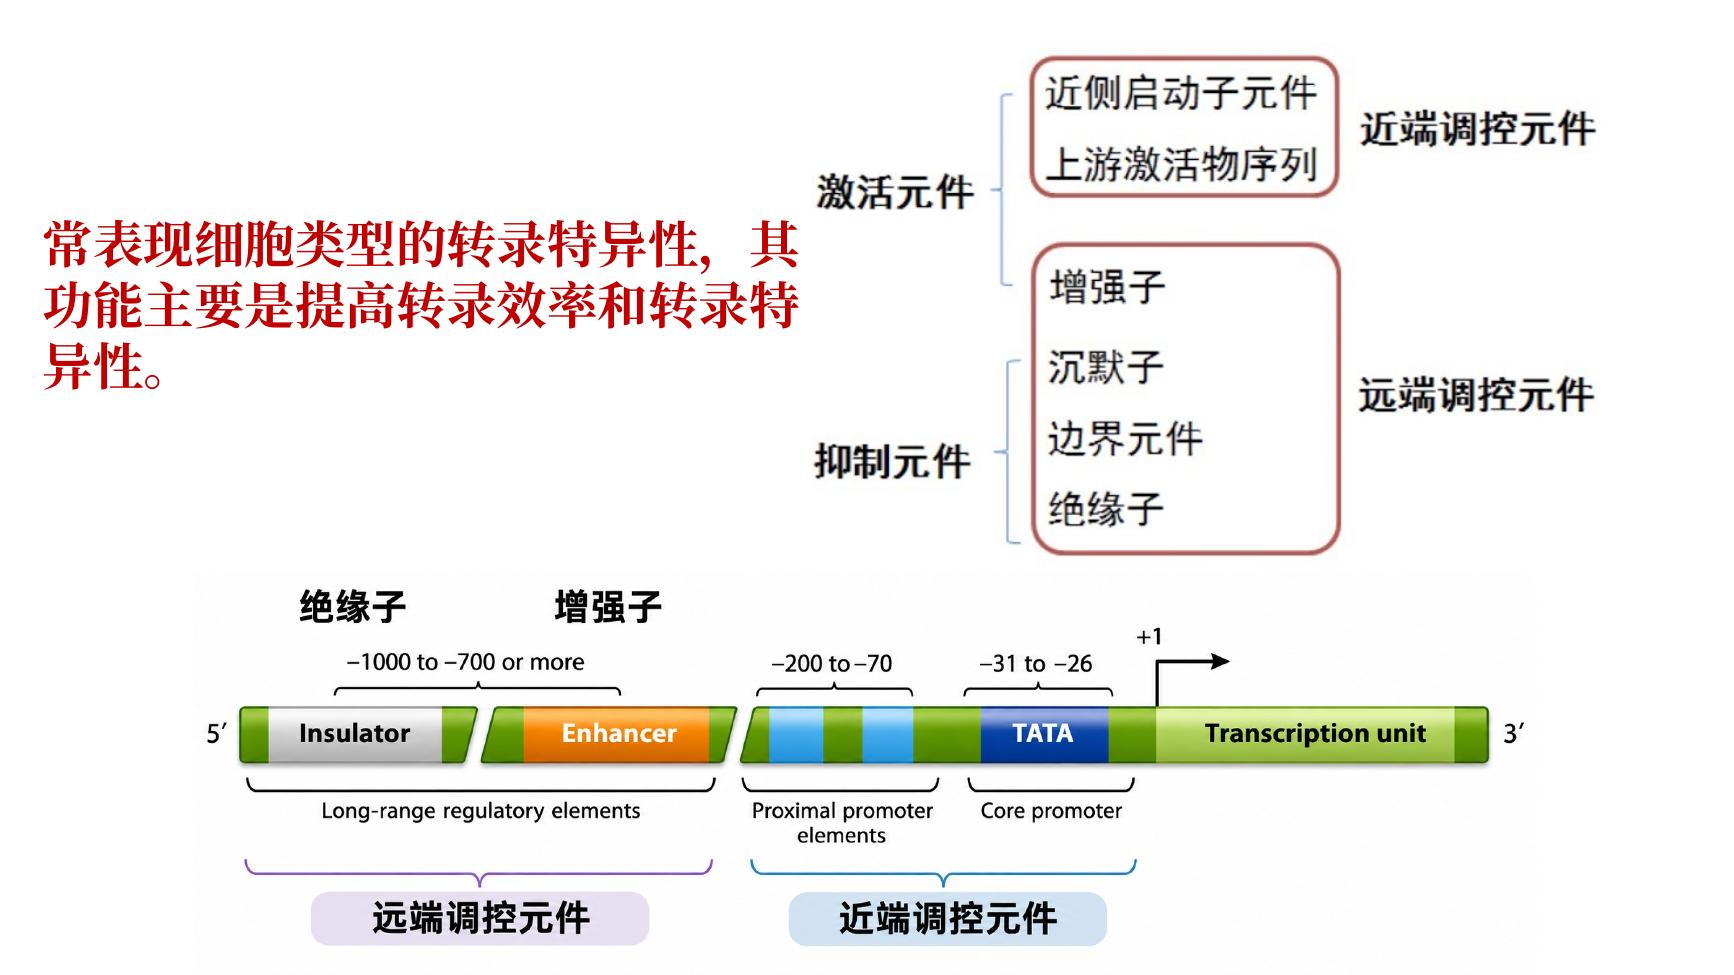 近侧启动子元件
上游激活物序列
近端调控元件
激活元件
常表现细胞类型的转录特异性，其
功能主要是提高转录效率和转录特
异性。
增强子
沉默子
边界元件
绝缘子
远端调控元件
抑制元件
绝缘子 增强子
−1000 to −700 or more
−200 to −70
−31 to −26
+1
5′ Insulator Enhancer TATA Transcription unit 3′
Long-range regulatory elements
Proximal promoter
elements
Core promoter
远端调控元件
近端调控元件